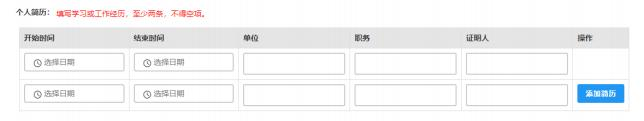 个人简历： 填写学习或工作经历，至少两条，不得空项。
开始时间 结束时间 单位 职务 证明人 操作
选择日期 选择日期
选择日期 选择日期 添加简历